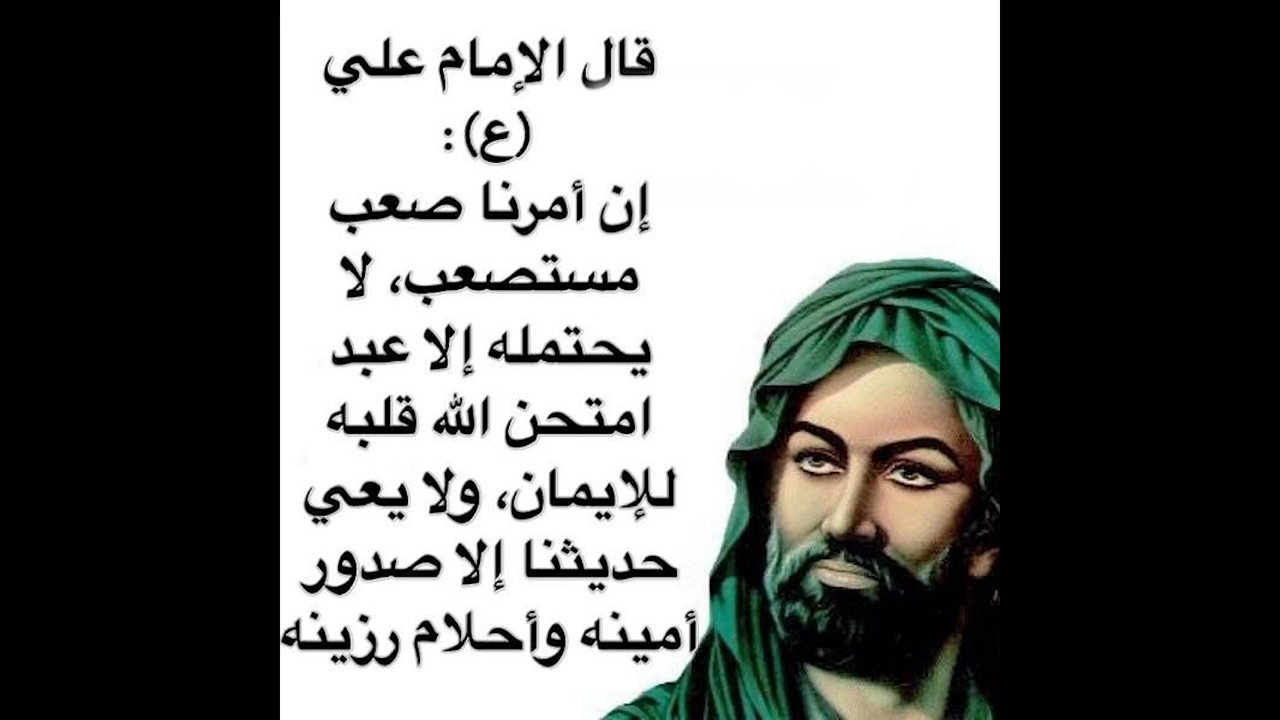 قال الإمام علي
(ع):
إن أمرنا صعب
مستصعب، لا
يحتمله إلا عبد
امتحن الله قلبه
للإيمان، ولا يعي
حديثنا إلا صدور
أمينه وأحلام رزينه